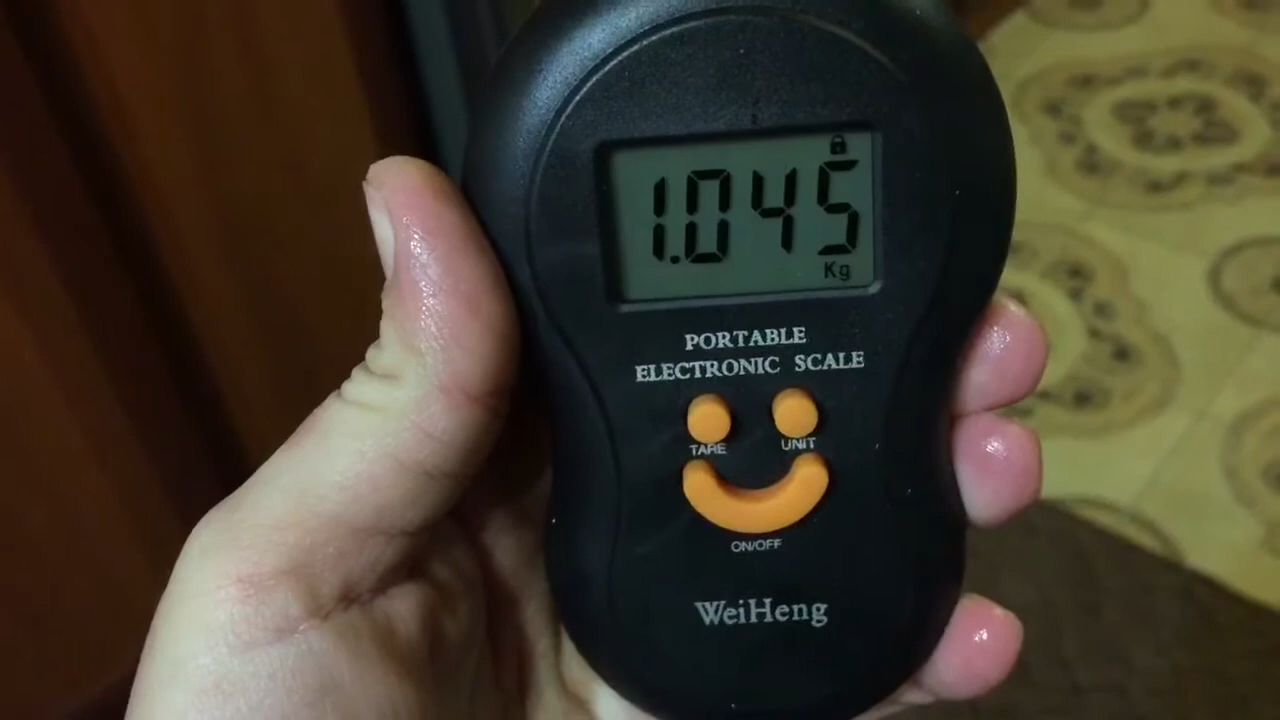 1.045
Kg
PORTABLE
ELECTRONIC SCALE
TARE UNIT
ON/OFF
WeiHeng